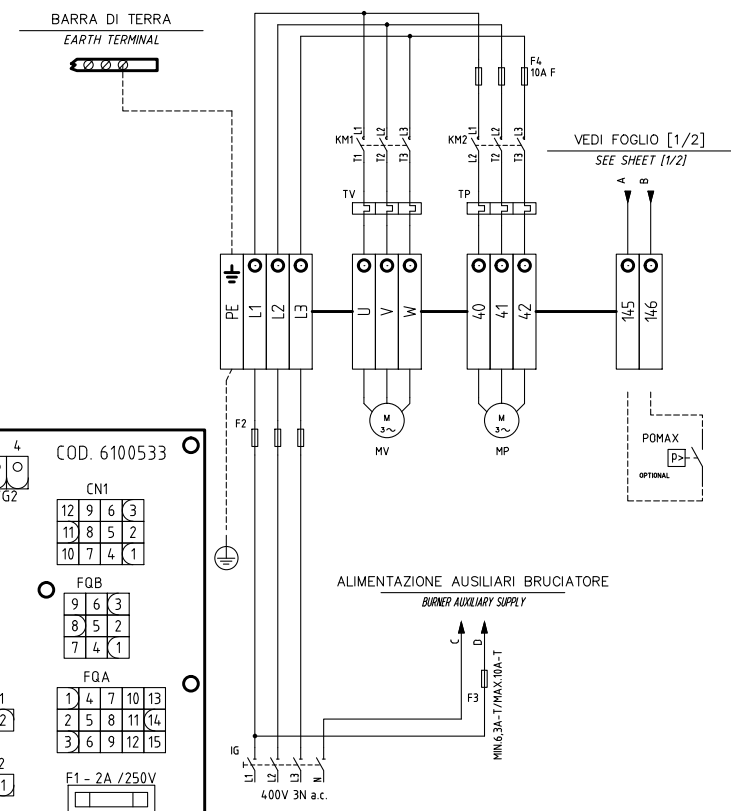 BARRA DI TERRA
EARTH TERMINAL
F4
10A F
KM1
L1 L2 L3
T1 T2 T3
KM2
L1 L2 L3
L2 T2 T3
VEDI FOGLIO [1/2]
SEE SHEET [1/2]
A B
TV
TP
PE L1 L2 L3 U V W 40 41 42 145 146
F2
M
3~
MV
M
3~
MP
POMAX
P>
OPTIONAL
4
G2
COD. 6100533
CN1
12 9 6 3
11 8 5 2
10 7 4 1
FQB
9 6 3
8 5 2
7 4 1
FQA
1 4 7 10 13
2 5 8 11 14
3 6 9 12 15
1
2
2
1
F1 - 2A /250V
ALIMENTAZIONE AUSILIARI BRUCIATORE
BURNER AUXILIARY SUPPLY
C D
F3
MIN.6,3A-T/MAX.10A-T
IG
L1 L2 L3 N
400V 3N a.c.